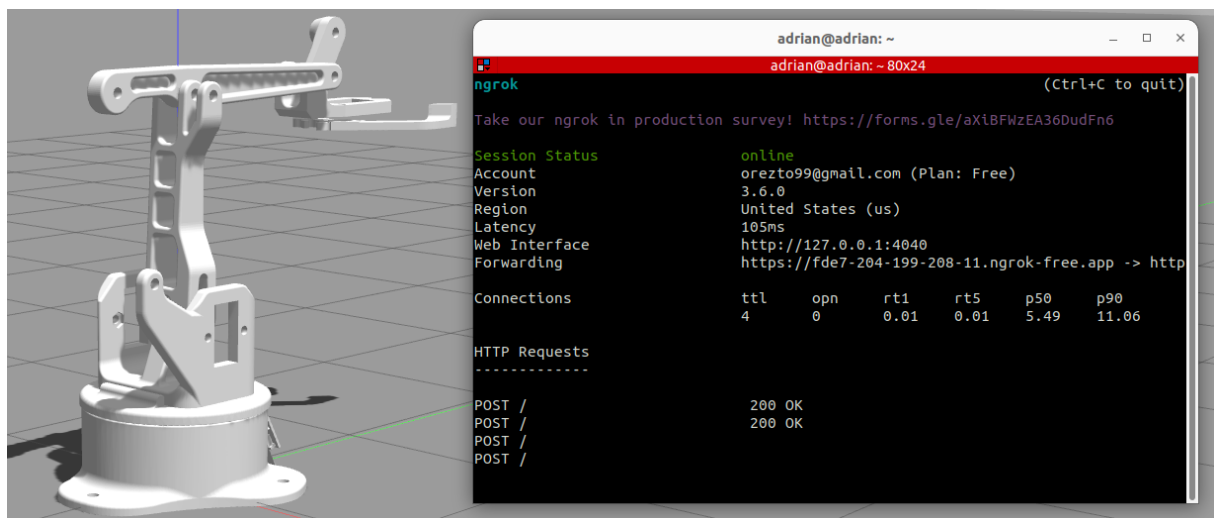 adrian@adrian: ~
adrian@adrian: ~ 80x24
ngrok (Ctrl+C to quit)
Take our ngrok in production survey! https://forms.gle/aXiBFWzEA36DudFn6
Session Status online
Account orezto99@gmail.com (Plan: Free)
Version 3.6.0
Region United States (us)
Latency 105ms
Web Interface http://127.0.0.1:4040
Forwarding https://fde7-204-199-208-11.ngrok-free.app -> http
Connections ttl opn rt1 rt5 p50 p90
4 0 0.01 0.01 5.49 11.06
HTTP Requests
-------------
POST / 200 OK
POST / 200 OK
POST /
POST /